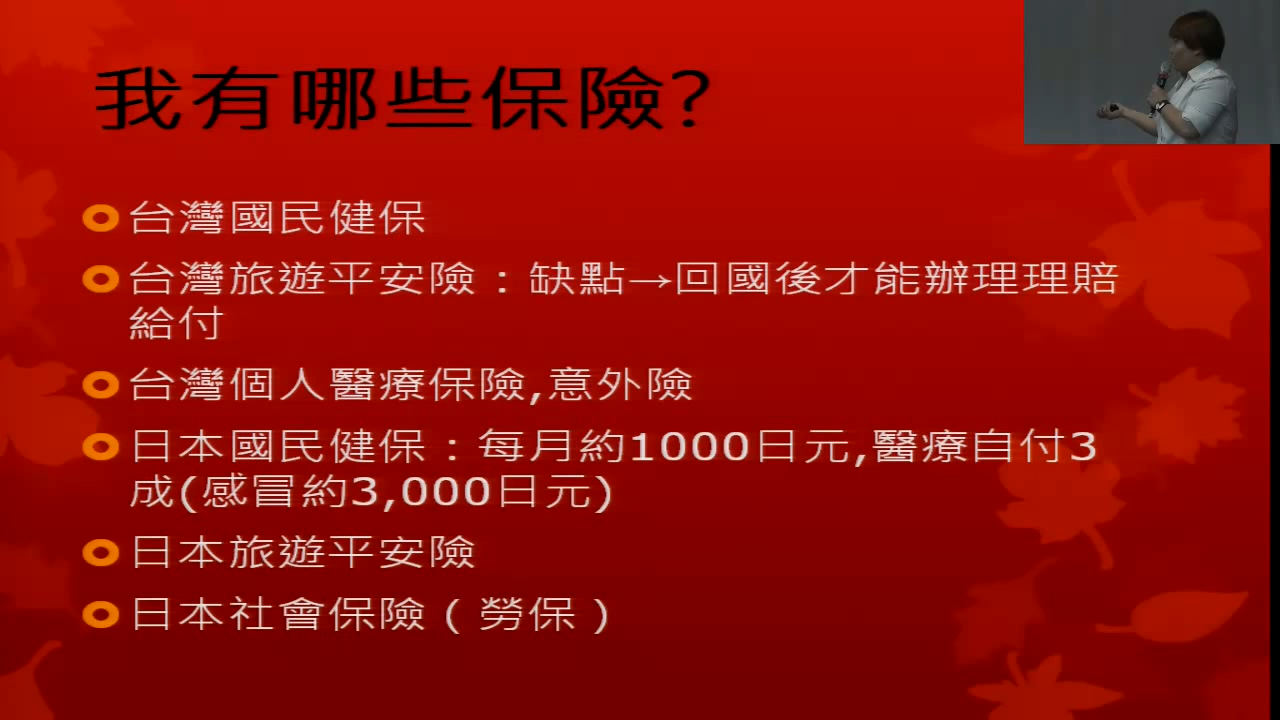 我有哪些保險?
台灣國民健保
台灣旅遊平安險：缺點→回國後才能辦理理賠
給付
台灣個人醫療保險,意外險
日本國民健保：每月約1000日元,醫療自付3
成(感冒約3,000日元)
日本旅遊平安險
日本社會保險（勞保）